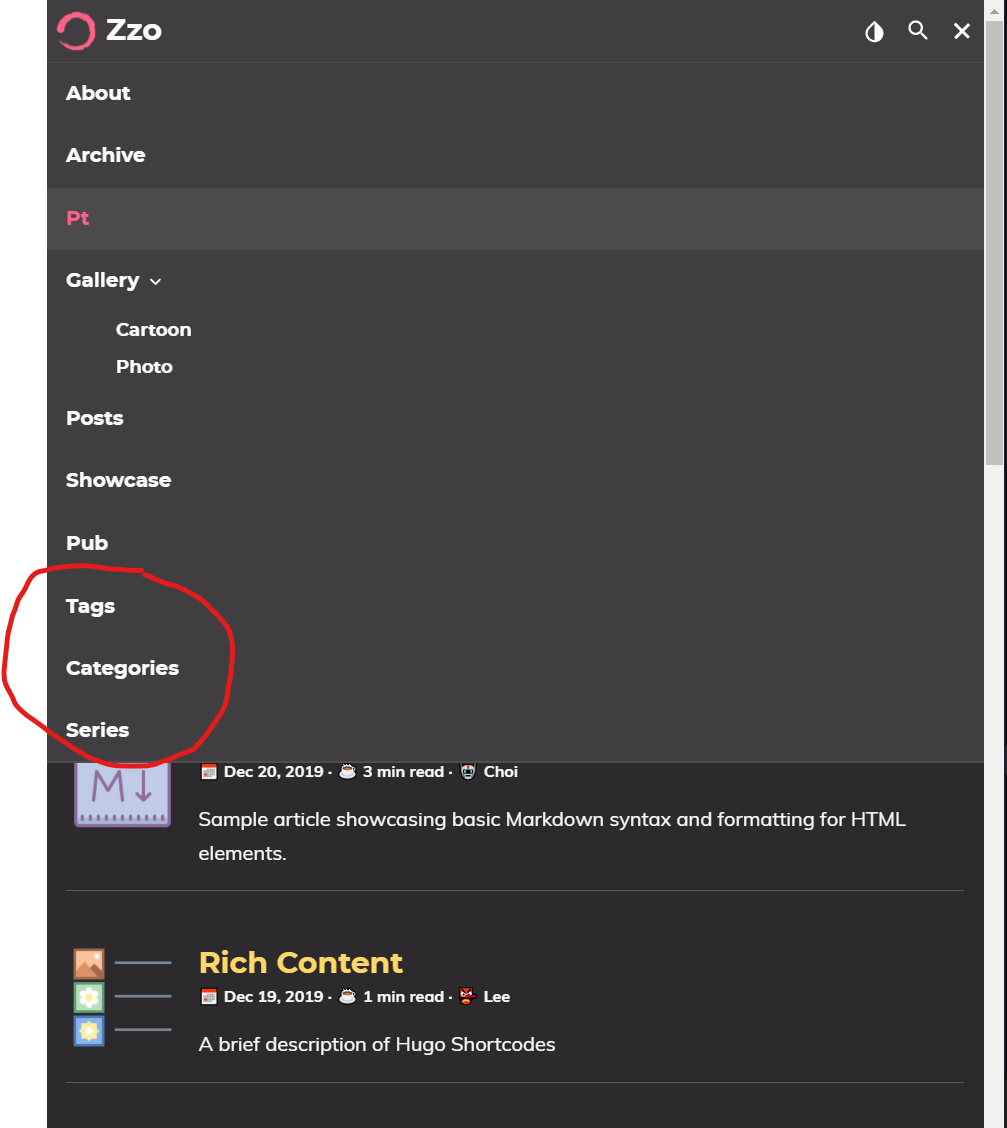 Zzo
About
Archive
Pt
Gallery
Cartoon
Photo
Posts
Showcase
Pub
Tags
Categories
Series
M
Dec 20, 2019 · 3 min read · Choi
Sample article showcasing basic Markdown syntax and formatting for HTML
elements.
Rich Content
Dec 19, 2019 · 1 min read · Lee
A brief description of Hugo Shortcodes